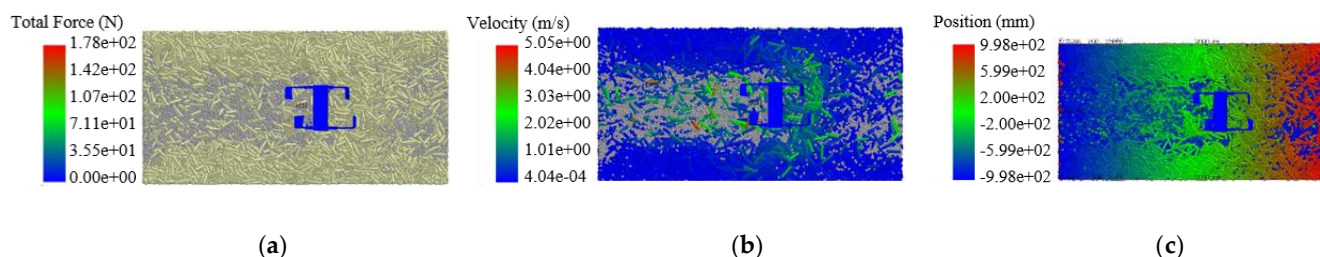 Total Force (N)
1.78e+02
1.42e+02
1.07e+02
7.11e+01
3.55e+01
0.00e+00
Velocity (m/s)
5.05e+00
4.04e+00
3.03e+00
2.02e+00
1.01e+00
4.04e-04
Position (mm)
9.98e+02
5.99e+02
2.00e+02
-2.00e+02
-5.99e+02
-9.98e+02
(a)
(b)
(c)